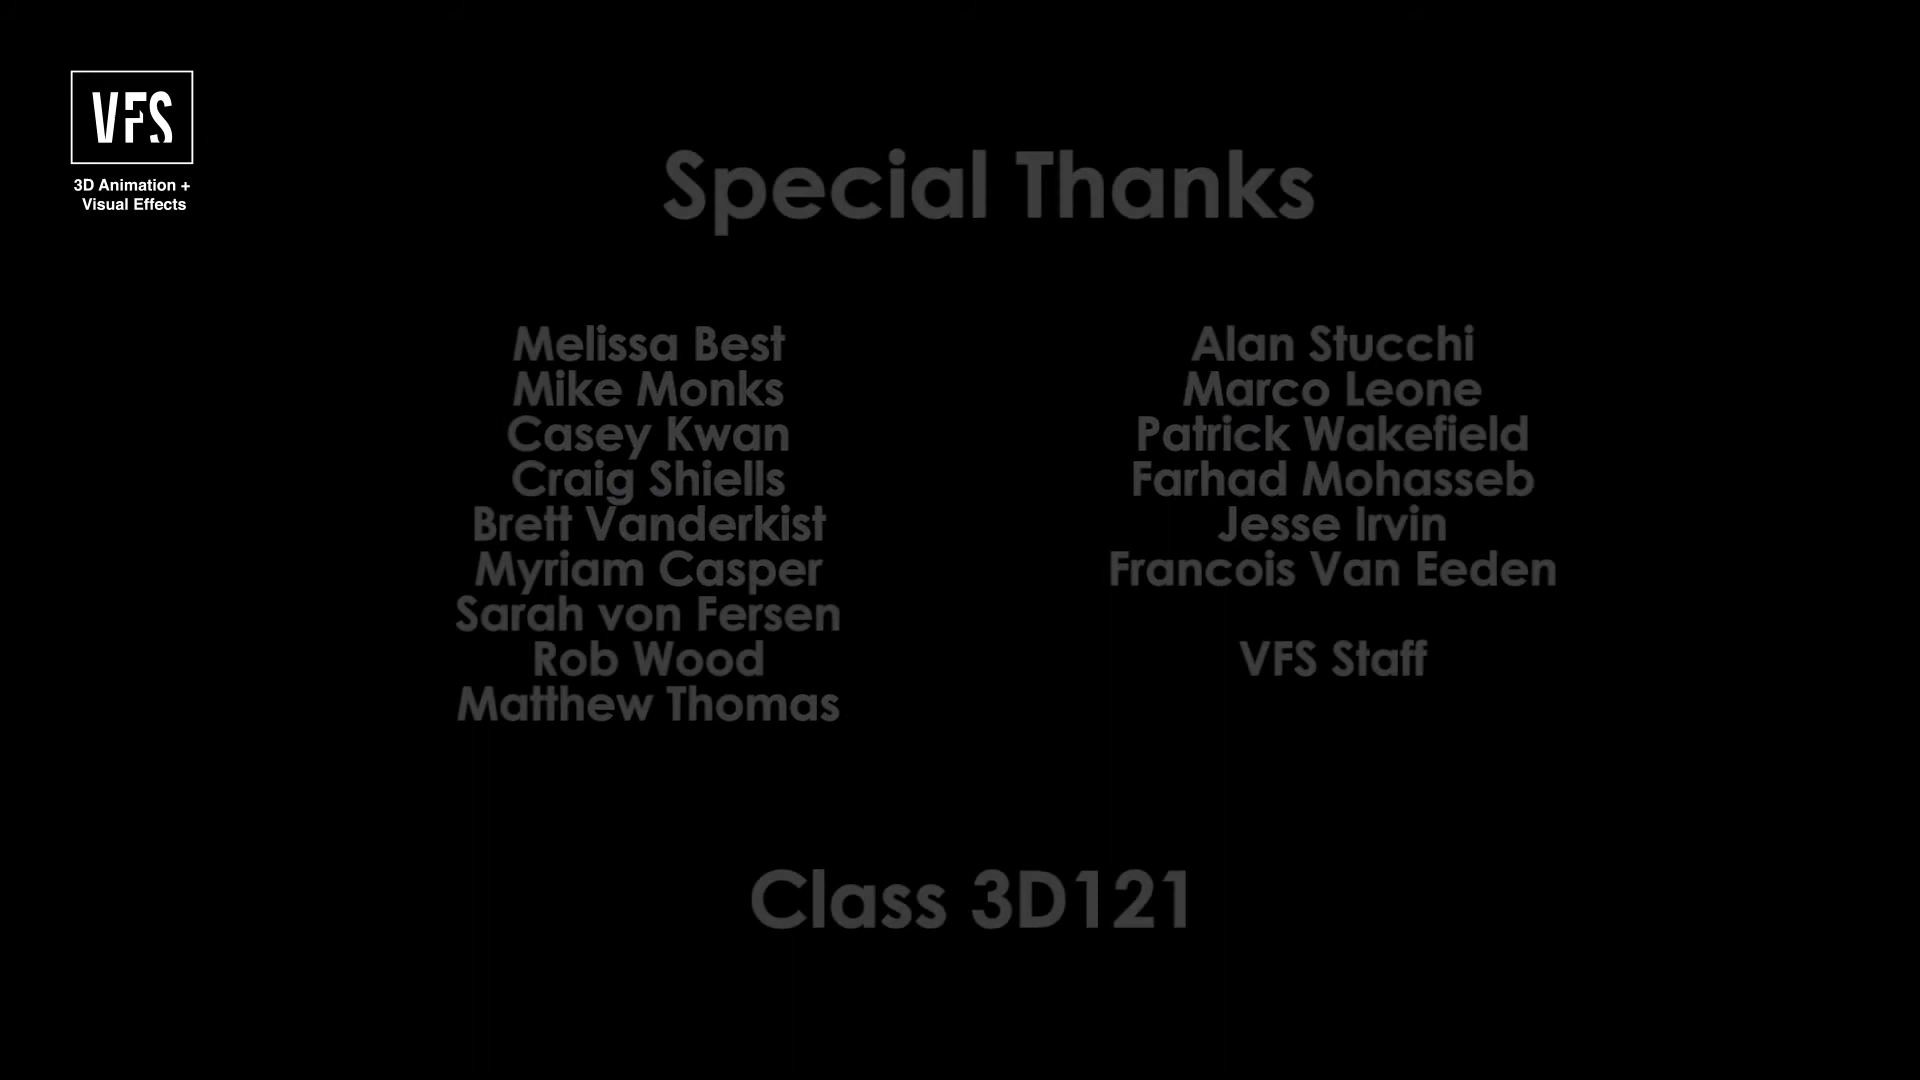 VFS
3D Animation +
Visual Effects
Special Thanks
Melissa Best
Mike Monks
Casey Kwan
Craig Shiells
Brett Vanderkist
Myriam Casper
Sarah von Fersen
Rob Wood
Matthew Thomas
Alan Stucchi
Marco Leone
Patrick Wakefield
Farhad Mohasseb
Jesse Irvin
Francois Van Eeden
VFS Staff
Class 3D121